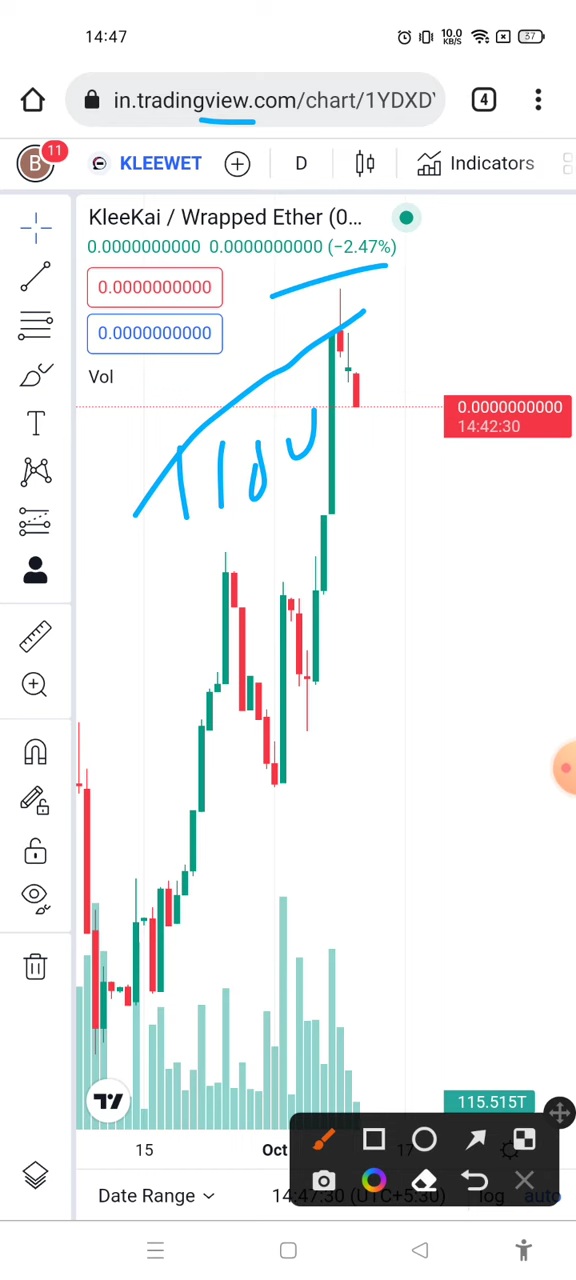 14:47 10.0 KB/S 37
in.tradingview.com/chart/1YDXD
4
B 11 KLEEWET D Indicators
KleeKai / Wrapped Ether (0...
0.0000000000 0.0000000000 (−2.47%)
0.0000000000
0.0000000000
Vol
0.0000000000
14:42:30
T
115.515T
15 Oct 17
Date Range 14:47:30 (UTC+5:30) log auto